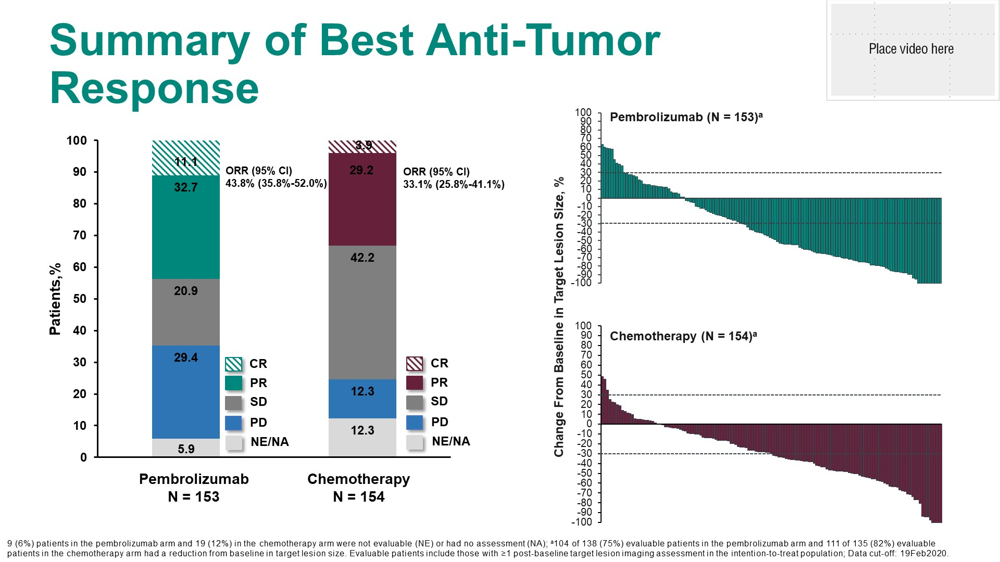 Summary of Best Anti-Tumor
Response
Place video here
Patients,%
100
90
80
70
60
50
40
30
20
10
0
11.1
32.7
20.9
29.4
5.9
ORR (95% CI)
43.8% (35.8%-52.0%)
CR
PR
SD
PD
NE/NA
3.9
29.2
42.2
12.3
12.3
ORR (95% CI)
33.1% (25.8%-41.1%)
CR
PR
SD
PD
NE/NA
Pembrolizumab
N = 153
Chemotherapy
N = 154
Change From Baseline in Target Lesion Size, %
Pembrolizumab (N = 153)ª
100
90
80
70
60
50
40
30
20
10
0
-10
-20
-30
-40
-50
-60
-70
-80
-90
-100
Chemotherapy (N = 154)ª
100
90
80
70
60
50
40
30
20
10
0
-10
-20
-30
-40
-50
-60
-70
-80
-90
-100
9 (6%) patients in the pembrolizumab arm and 19 (12%) in the chemotherapy arm were not evaluable (NE) or had no assessment (NA); ª104 of 138 (75%) evaluable patients in the pembrolizumab arm and 111 of 135 (82%) evaluable
patients in the chemotherapy arm had a reduction from baseline in target lesion size. Evaluable patients include those with ≥1 post-baseline target lesion imaging assessment in the intention-to-treat population; Data cut-off: 19Feb2020.